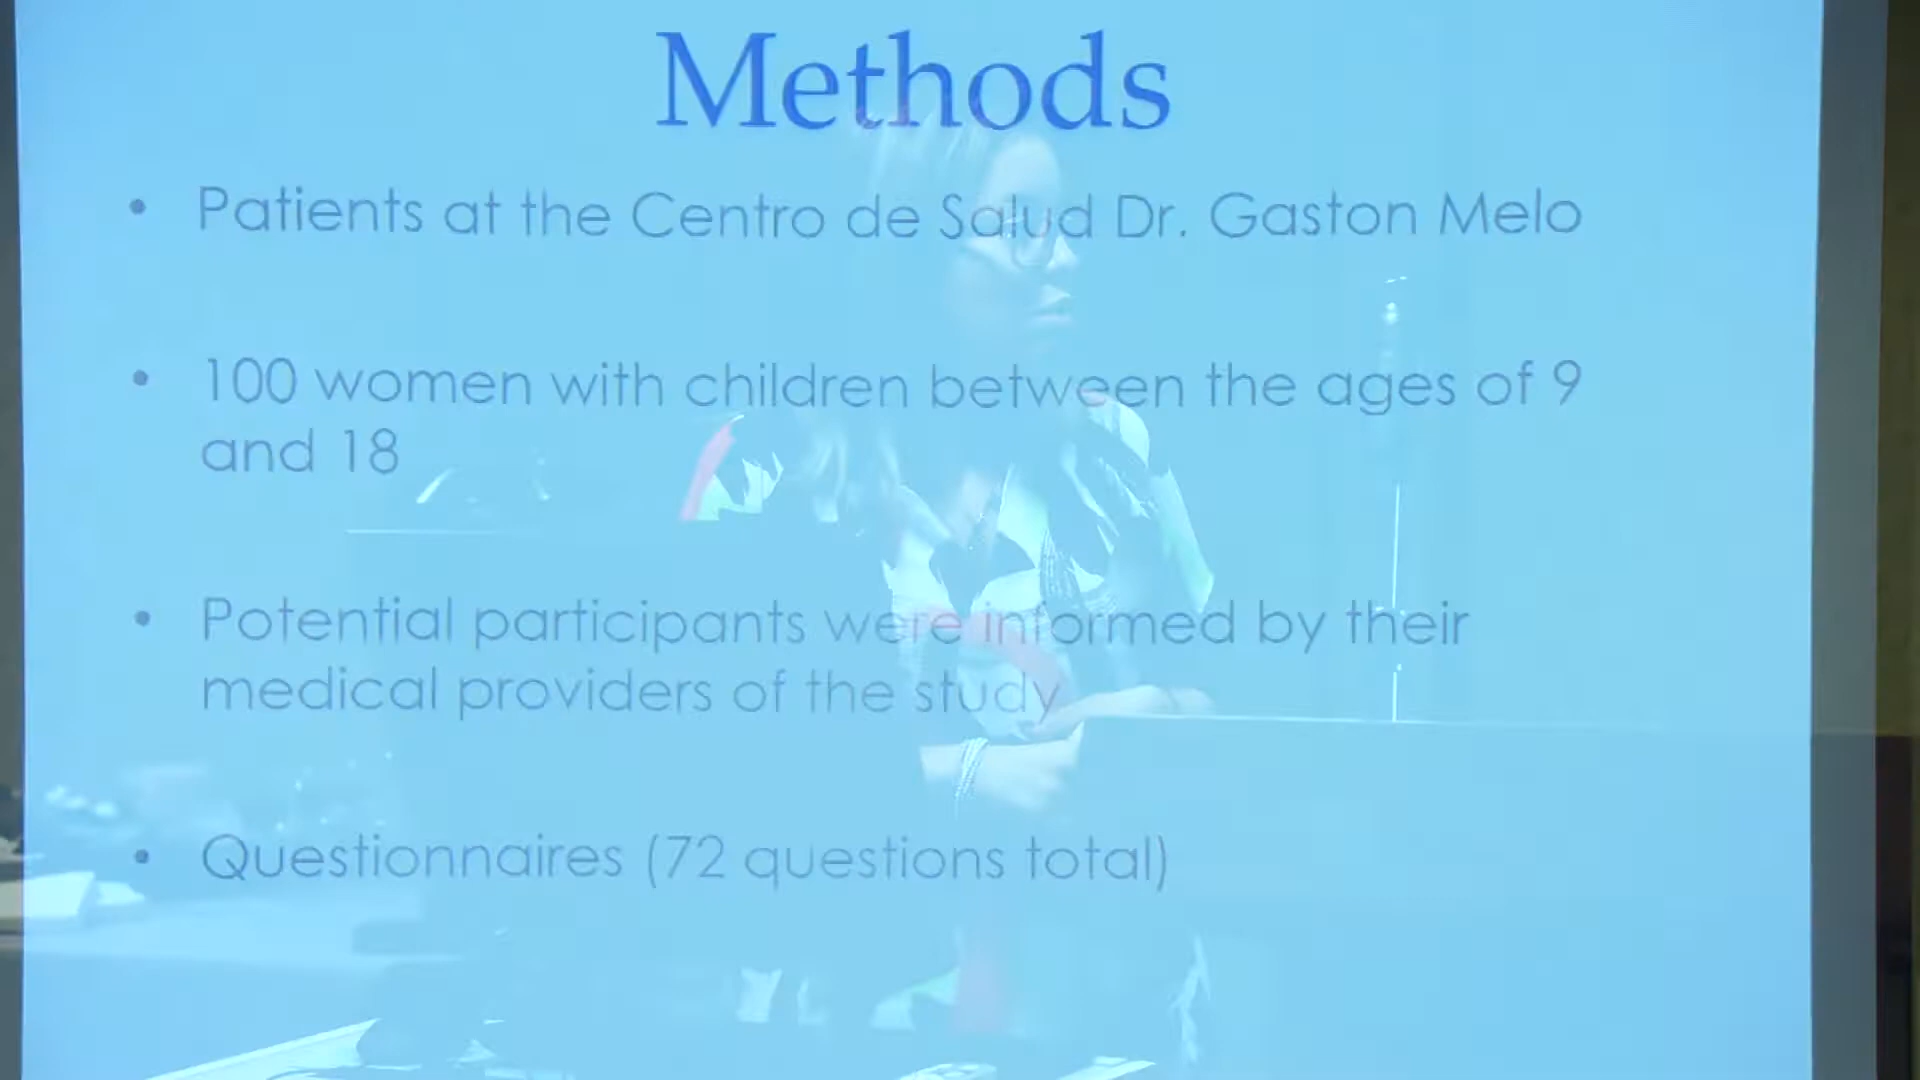 Methods
• Patients at the Centro de Salud Dr. Gaston Melo
• 100 women with children between the ages of 9
and 18
• Potential participants were informed by their
medical providers of the study
• Questionnaires (72 questions total)